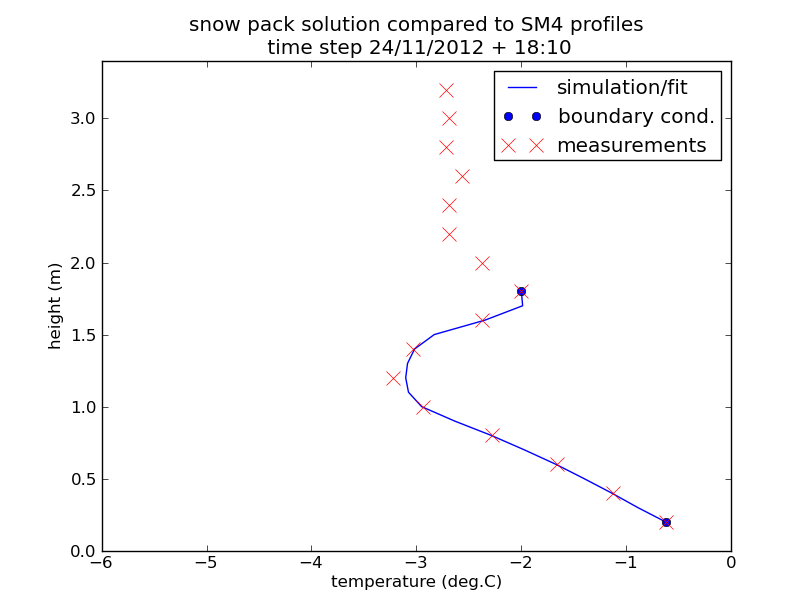 snow pack solution compared to SM4 profiles
time step 24/11/2012 + 18:10
simulation/fit
boundary cond.
measurements
height (m)
3.0
2.5
2.0
1.5
1.0
0.5
0.0
−6 −5 −4 −3 −2 −1 0
temperature (deg.C)